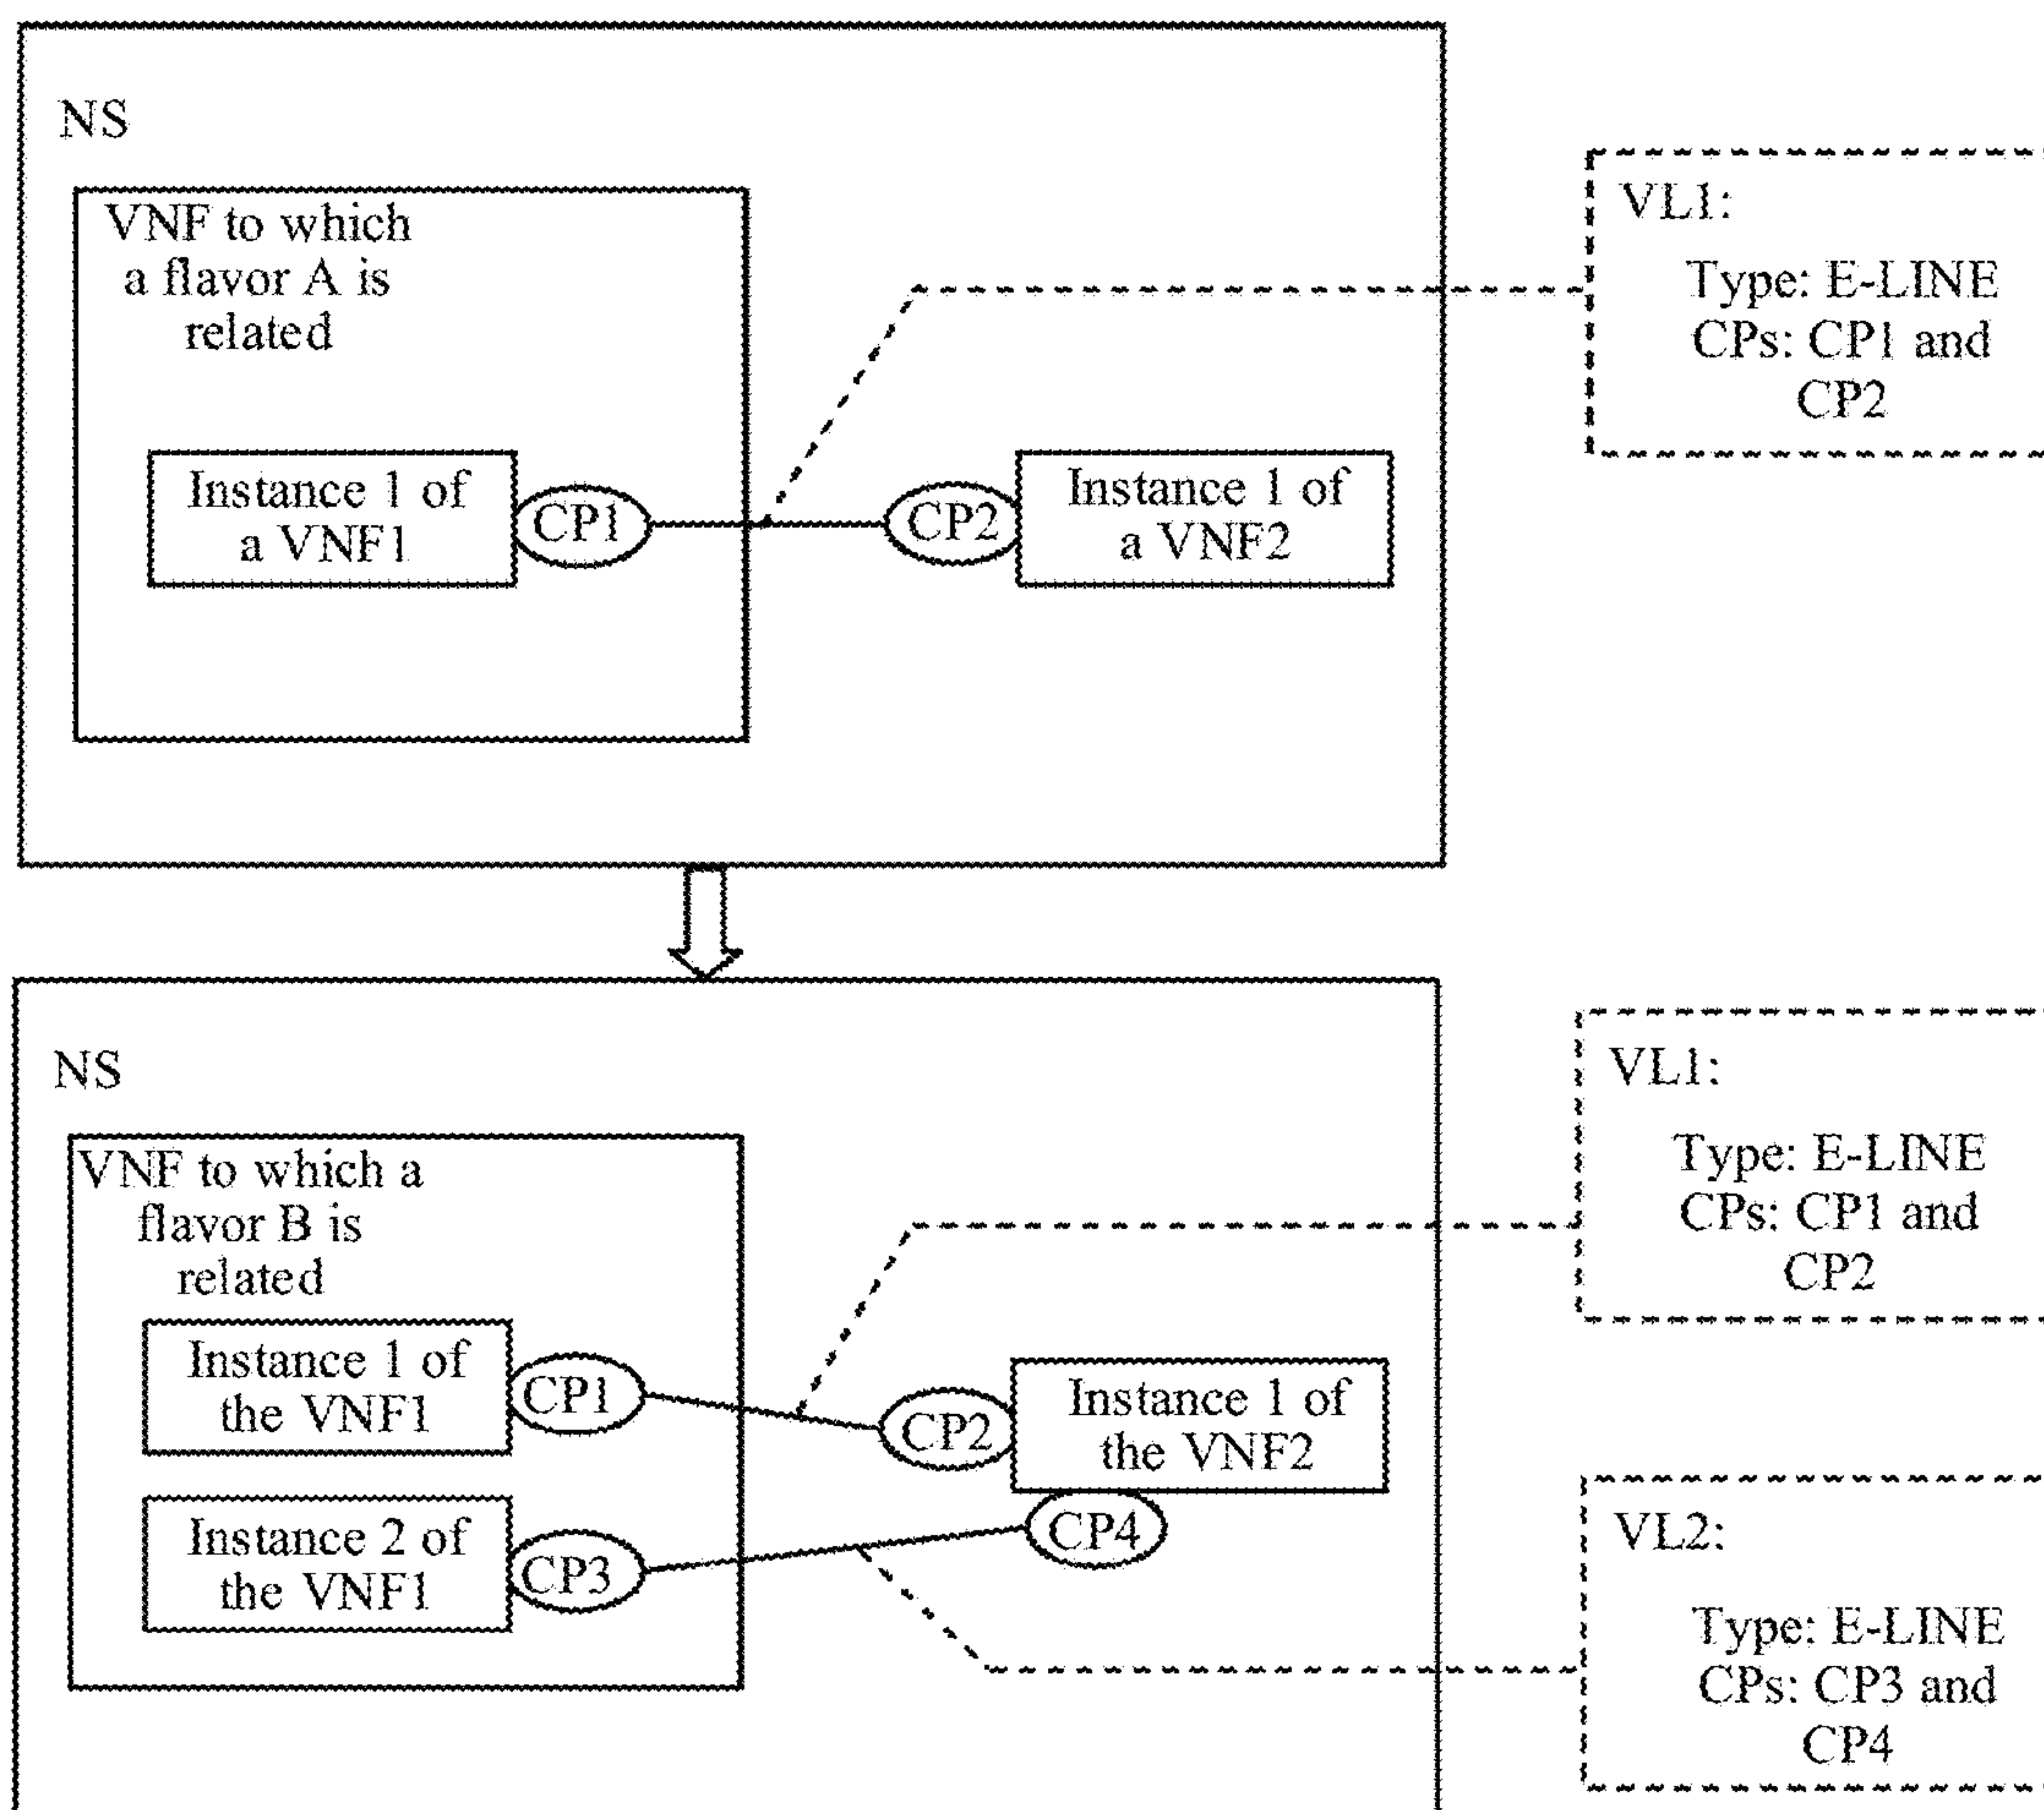 NS
VNF to which
a flavor A is
related
Instance 1 of
a VNF1
CP1
CP2
Instance 1 of
a VNF2
VL1:
Type: E-LINE
CPs: CP1 and
CP2
NS
VNF to which a
flavor B is
related
Instance 1 of
the VNF1
CP1
CP2
Instance 1 of
the VNF2
Instance 2 of
the VNF1
CP3
CP4
VL1:
Type: E-LINE
CPs: CP1 and
CP2
VL2:
Type: E-LINE
CPs: CP3 and
CP4